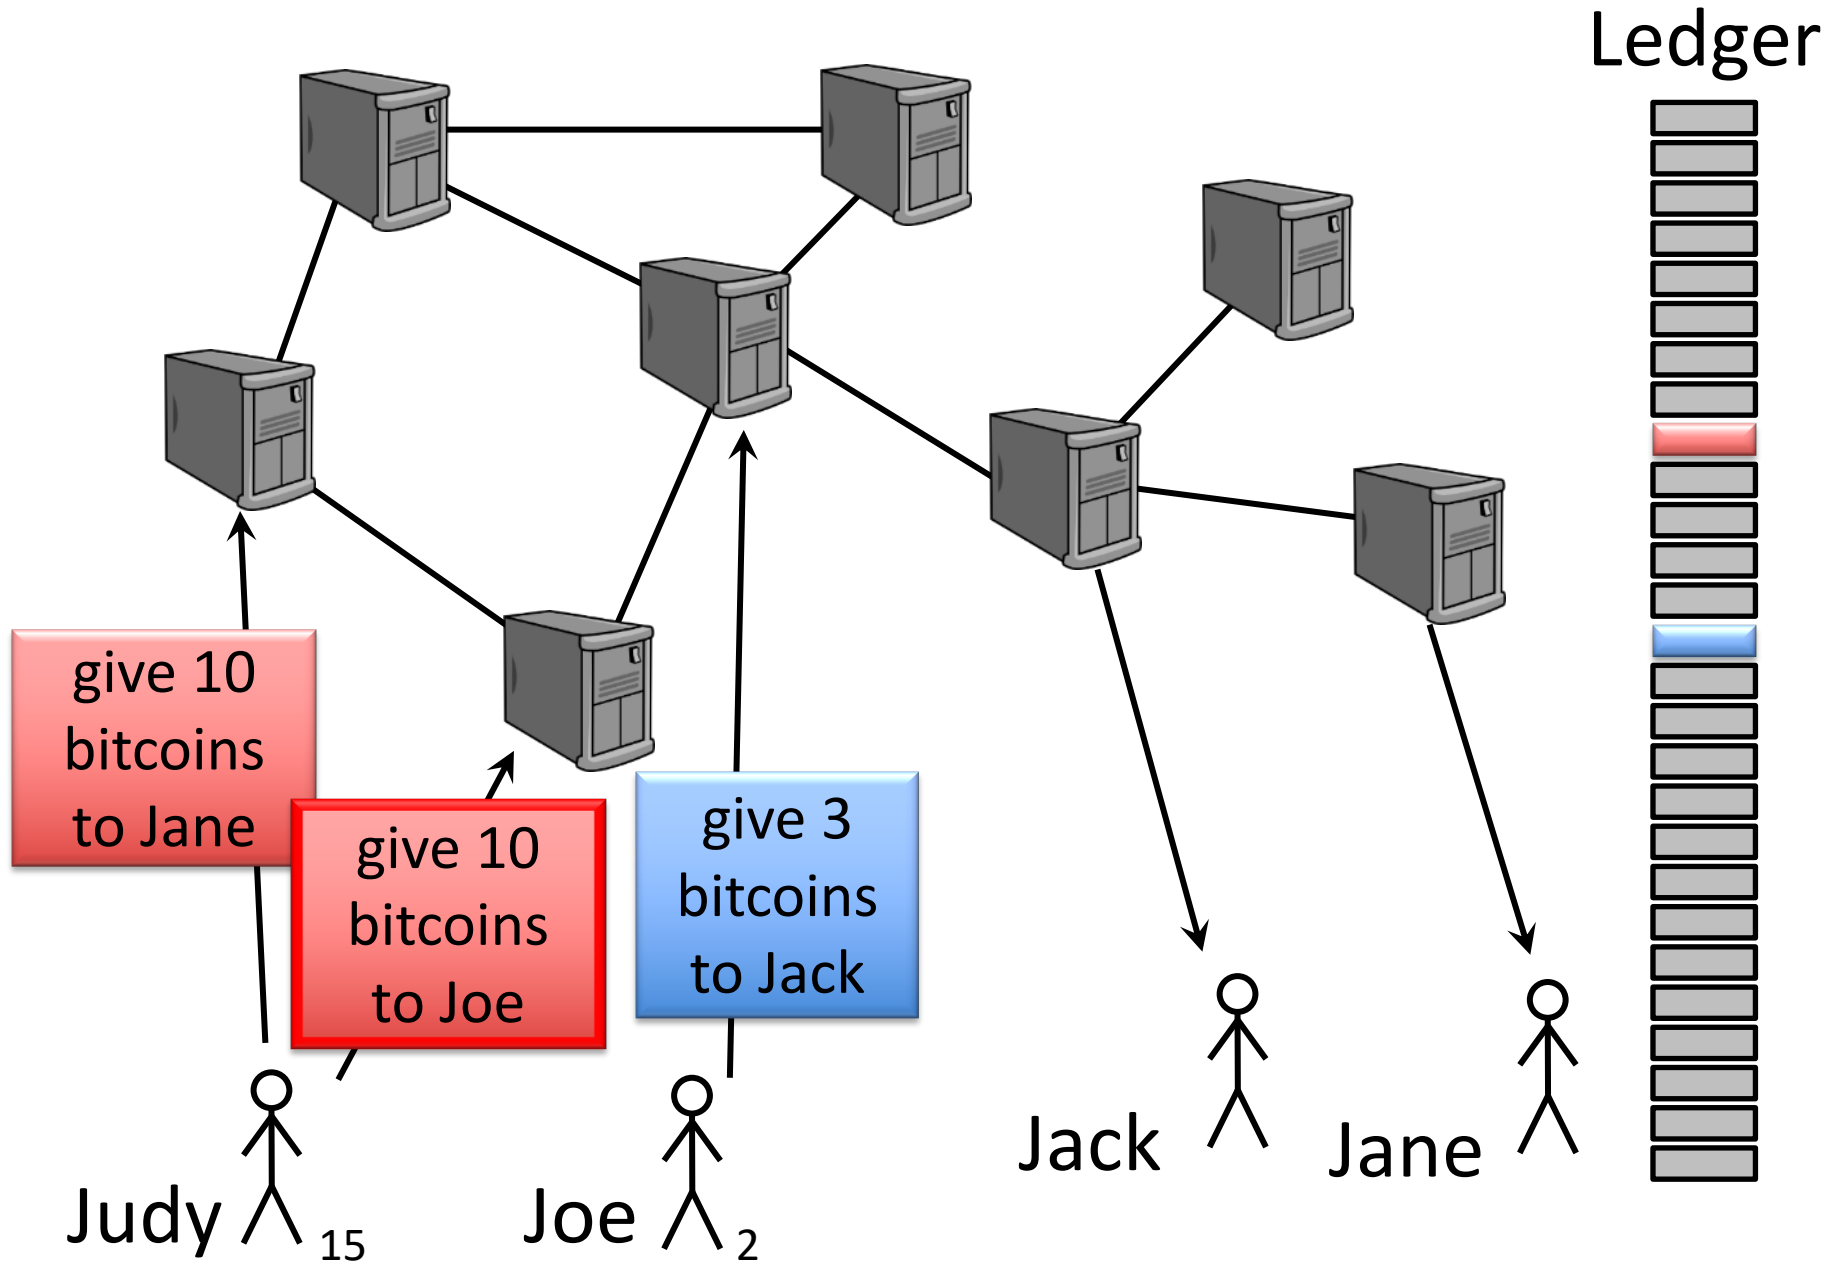 Ledger
give 10
bitcoins
to Jane
give 10
bitcoins
to Joe
give 3
bitcoins
to Jack
Jack
Jane
Judy
15
Joe
2